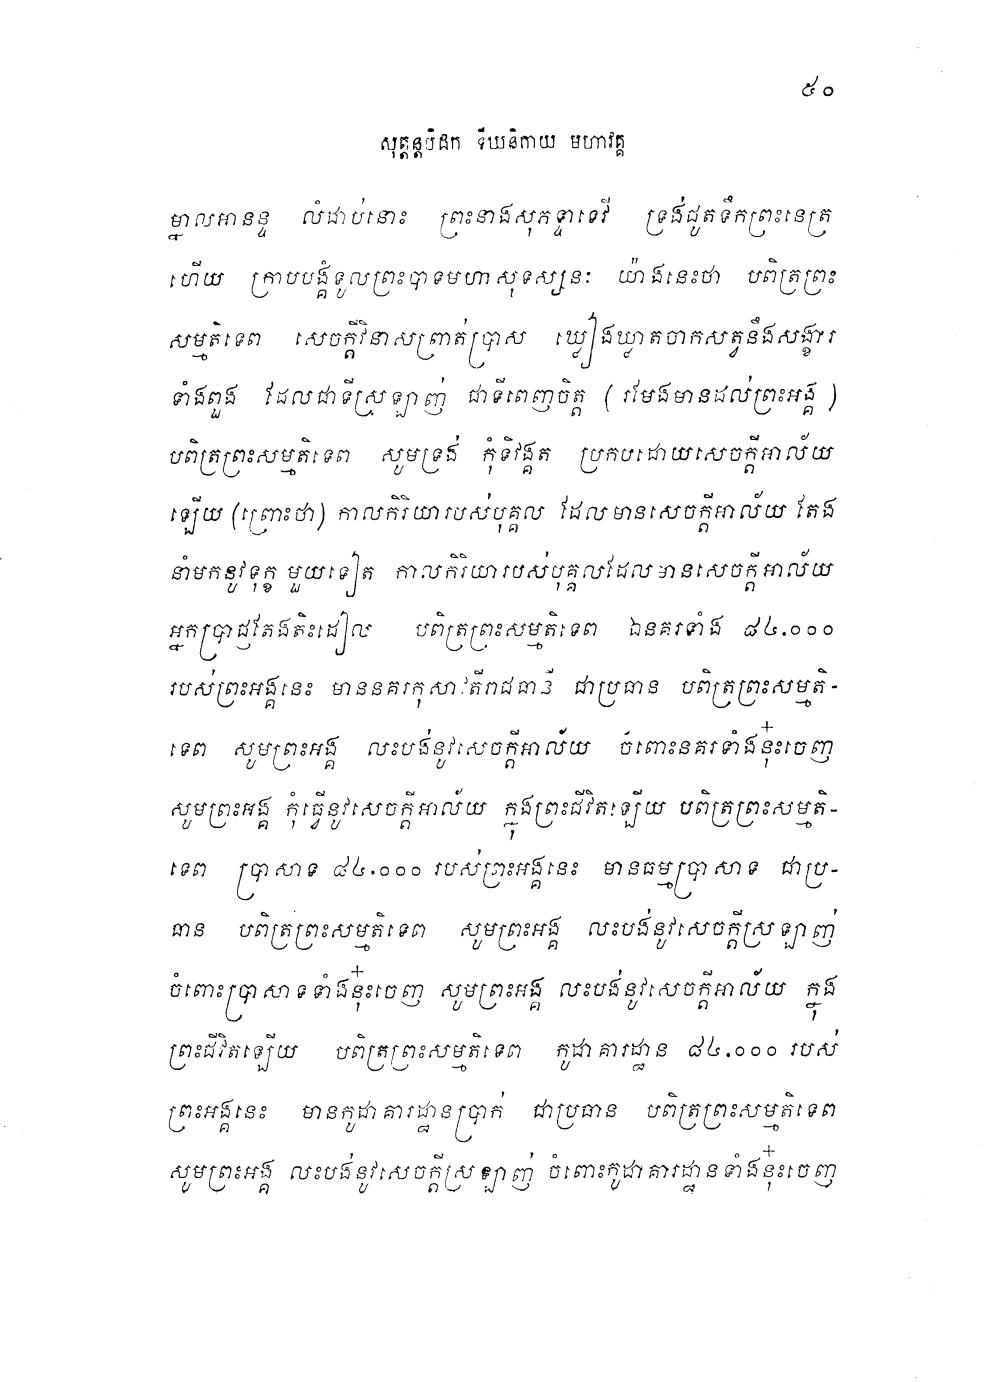 ៥០
សុត្តន្តបិដក ទីឃនិកាយ មហាវគ្គ
ម្នាលអានន្ទ លំដាប់នោះ ព្រះនាងសុភទ្ទាទេវី ទ្រង់ជូតទឹកព្រះនេត្រ
ហើយ ក្រាបបង្គំទូលព្រះបាទមហាសុទស្សនៈ យ៉ាងនេះថា បពិត្រព្រះ
សម្មតិទេព សេចក្តីវិនាសព្រាត់ប្រាស ឃ្លៀងឃ្លាតចាកសត្វនឹងសង្ខារ
ទាំងពួង ដែលជាទីស្រឡាញ់ ជាទីពេញចិត្ត (រមែងមានដល់ព្រះអង្គ)
បពិត្រព្រះសម្មតិទេព សូមទ្រង់ កុំទិវង្គត ប្រកបដោយសេចក្តីអាល័យ
ឡើយ (ព្រោះថា) កាលកិរិយារបស់បុគ្គល ដែលមានសេចក្តីអាល័យ តែង
នាំមកនូវទុក្ខ មួយទៀត កាលកិរិយារបស់បុគ្គលដែលមានសេចក្តីអាល័យ
អ្នកប្រាជ្ញតែងតិះដៀល បពិត្រព្រះសម្មតិទេព ឯនគរទាំង ៨៤.០០០
របស់ព្រះអង្គនេះ មាននគរកុសាវតីរាជធានី ជាប្រធាន បពិត្រព្រះសម្មតិ-
ទេព សូមព្រះអង្គ លះបង់នូវសេចក្តីអាល័យ ចំពោះនគរទាំងនុ៎ះចេញ
សូមព្រះអង្គ កុំធ្វើនូវសេចក្តីអាល័យ ក្នុងព្រះជីវិតឡើយ បពិត្រព្រះសម្មតិ-
ទេព ប្រាសាទ ៨៤.០០០ របស់ព្រះអង្គនេះ មានធម្មប្រាសាទ ជាប្រ-
ធាន បពិត្រព្រះសម្មតិទេព សូមព្រះអង្គ លះបង់នូវសេចក្តីស្រឡាញ់
ចំពោះប្រាសាទទាំងនុ៎ះចេញ សូមព្រះអង្គ លះបង់នូវសេចក្តីអាល័យ ក្នុង
ព្រះជីវិតឡើយ បពិត្រព្រះសម្មតិទេព កូដាគារដ្ឋាន ៨៤.០០០ របស់
ព្រះអង្គនេះ មានកូដាគារដ្ឋានប្រាក់ ជាប្រធាន បពិត្រព្រះសម្មតិទេព
សូមព្រះអង្គ លះបង់នូវសេចក្តីស្រឡាញ់ ចំពោះកូដាគារដ្ឋានទាំងនុ៎ះចេញ